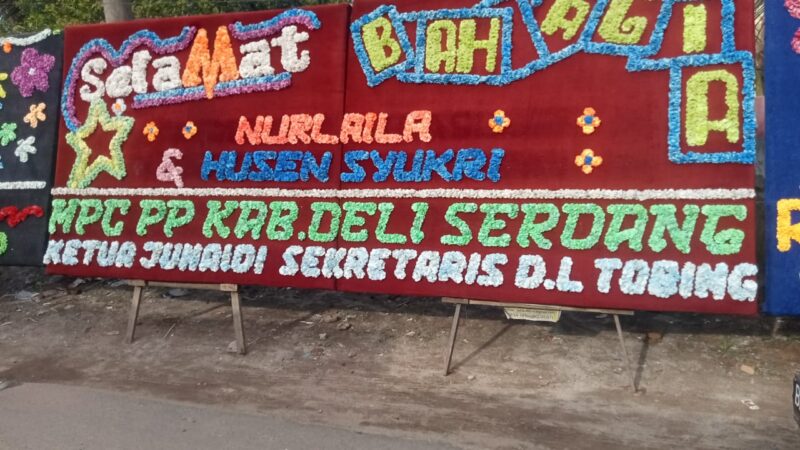 SelaMat BAHAGIA
NURLAILA
& HUSEN SYUKRI
MPC PP KAB. DELI SERDANG
KETUA JUNAIDI SEKRETARIS D.L TOBING